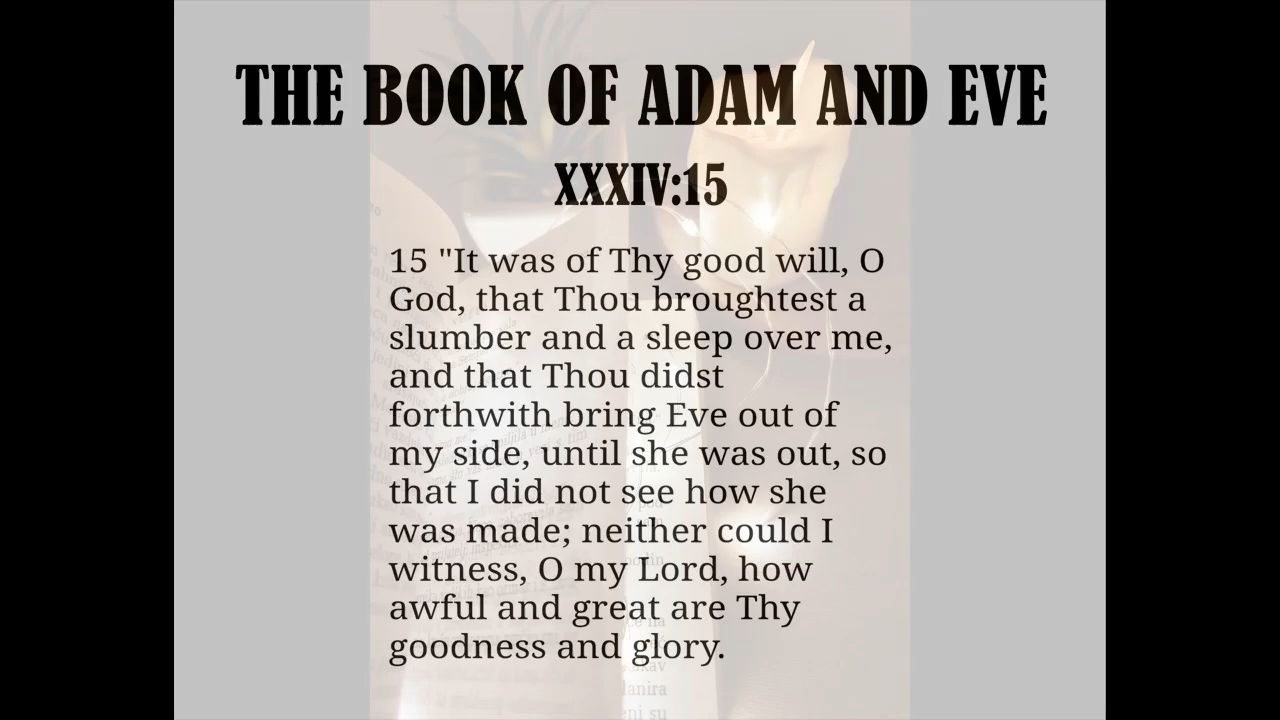 THE BOOK OF ADAM AND EVE
XXXIV:15
15 "It was of Thy good will, O
God, that Thou broughtest a
slumber and a sleep over me,
and that Thou didst
forthwith bring Eve out of
my side, until she was out, so
that I did not see how she
was made; neither could I
witness, O my Lord, how
awful and great are Thy
goodness and glory.